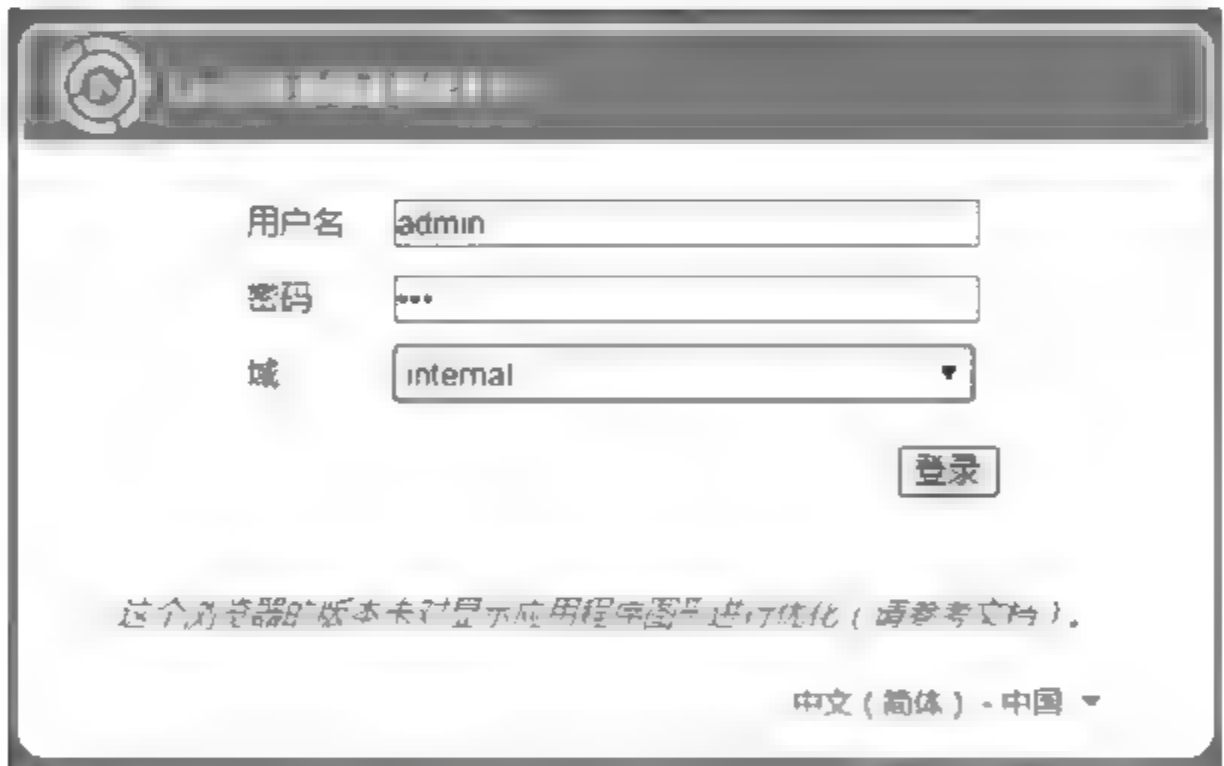 用户名 admin
密码 ***
域 internal
登录
这个浏览器的版本未对显示应用程序图形进行优化（请参考文档）。
中文（简体）- 中国